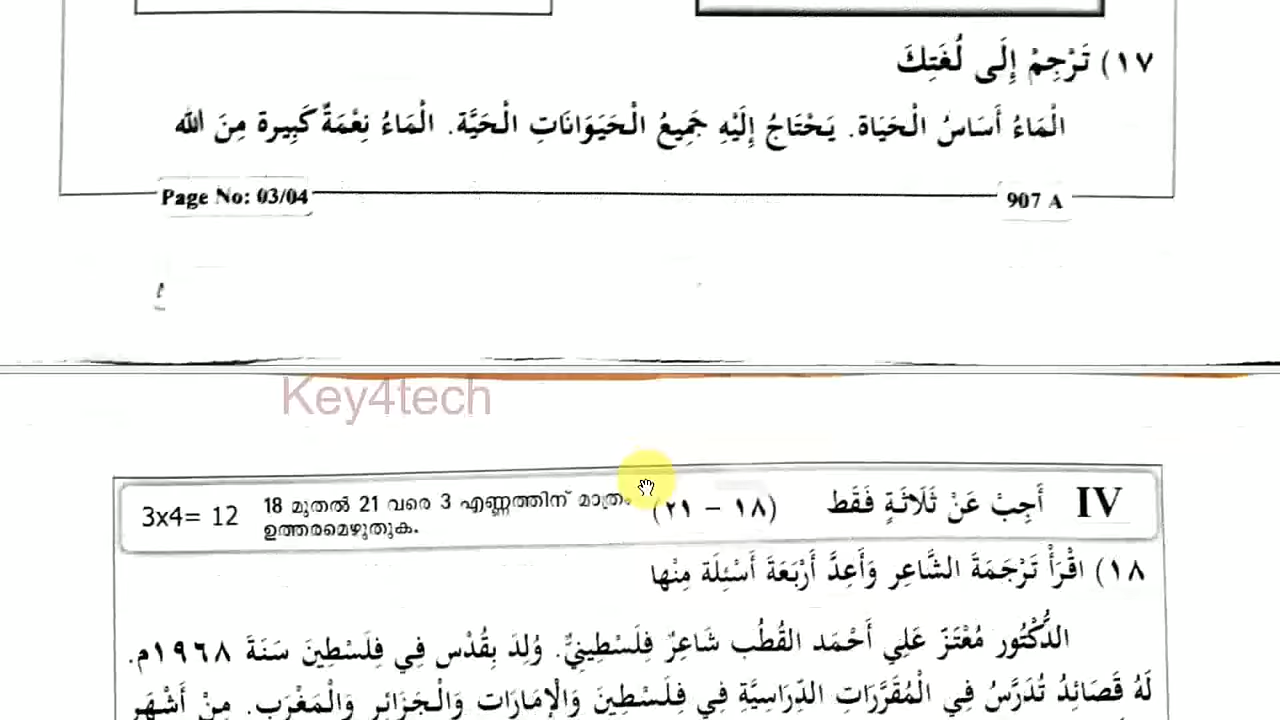 ١٧) تَرْجِمْ إِلَى لُغَتِكَ
الْمَاءُ أَسَاسُ الْحَيَاة. يَحْتَاجُ إِلَيْهِ جَمِيعُ الْحَيَوَانَاتِ الْحَيَّة. الْمَاءُ نِعْمَةٌ كَبِيرة مِنَ الله
Page No: 03/04
907 A
Key4tech
IV أَجِبْ عَنْ ثَلَاثَةٍ فَقَط (١٨ – ٢١) 18 മുതൽ 21 വരെ 3 എണ്ണത്തിന് മാത്രം 3x4= 12
ഉത്തരമെഴുതുക.
١٨) اقْرَأْ تَرْجَمَةَ الشَّاعِر وَأَعِدَّ أَرْبَعَةَ أَسْئِلَة مِنْها
الدُّكْتُور مُعْتَزّ عَلِي أَحْمَد القُطُب شَاعِرٌ فِلَسْطِينِيٌّ. وُلِدَ بِقُدْس فِي فِلَسْطِينَ سَنَةَ ١٩٦٨م.
لَهُ قَصَائِدُ تُدَرَّسُ فِي الْمُقَرَّرَاتِ الدِّرَاسِيَّةِ فِي فِلَسْطِينَ وَالْإِمَارَات وَالْجَزَائِر وَالْمَغْرَب. مِنْ أَشْهَر